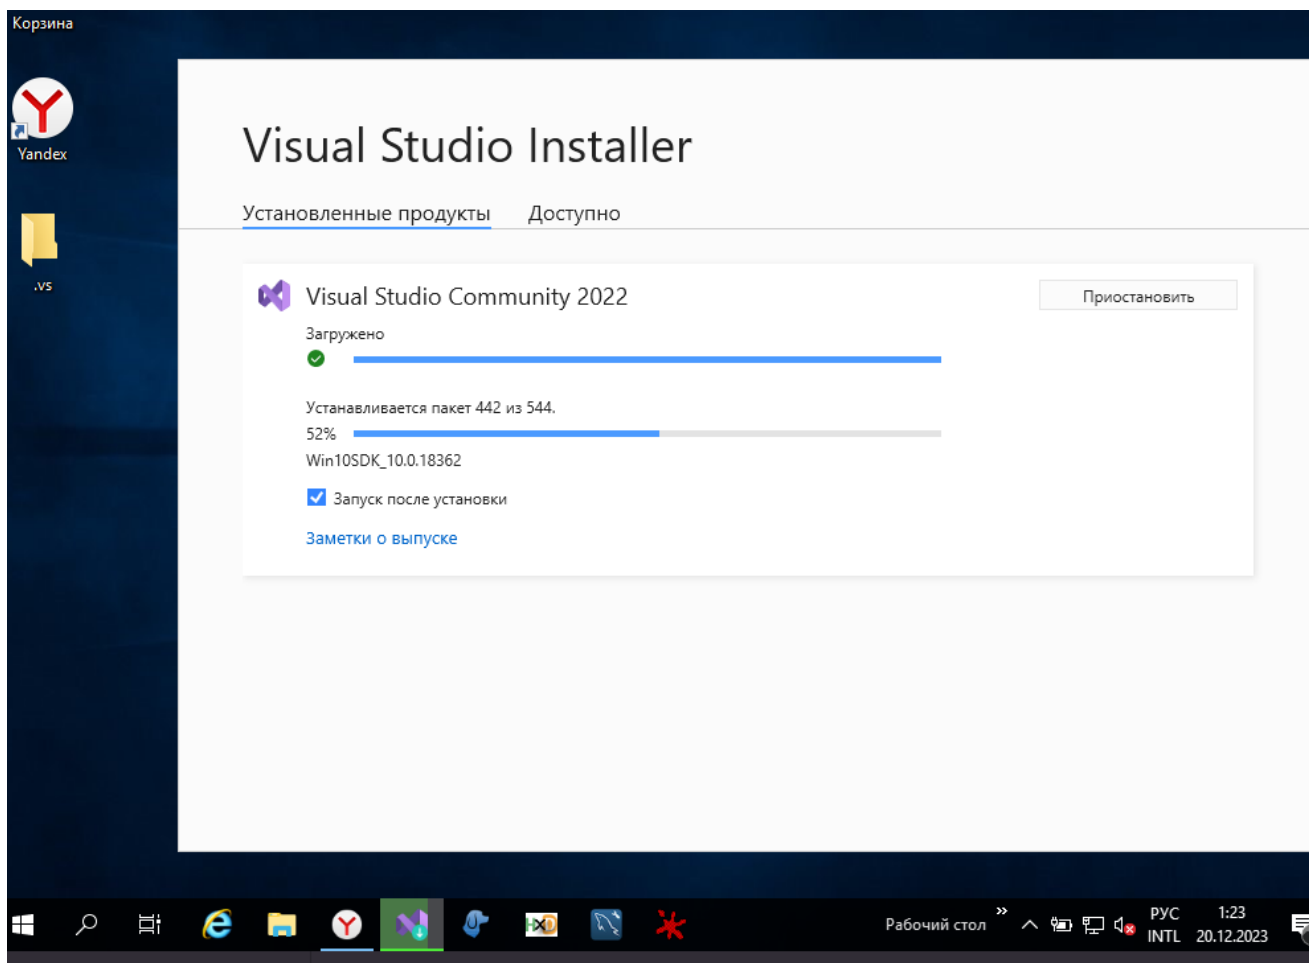 Корзина
Yandex
.vs
Visual Studio Installer
Установленные продукты Доступно
Visual Studio Community 2022
Приостановить
Загружено
Устанавливается пакет 442 из 544.
52%
Win10SDK_10.0.18362
Запуск после установки
Заметки о выпуске
HXD
Рабочий стол
»
РУС
INTL
1:23
20.12.2023